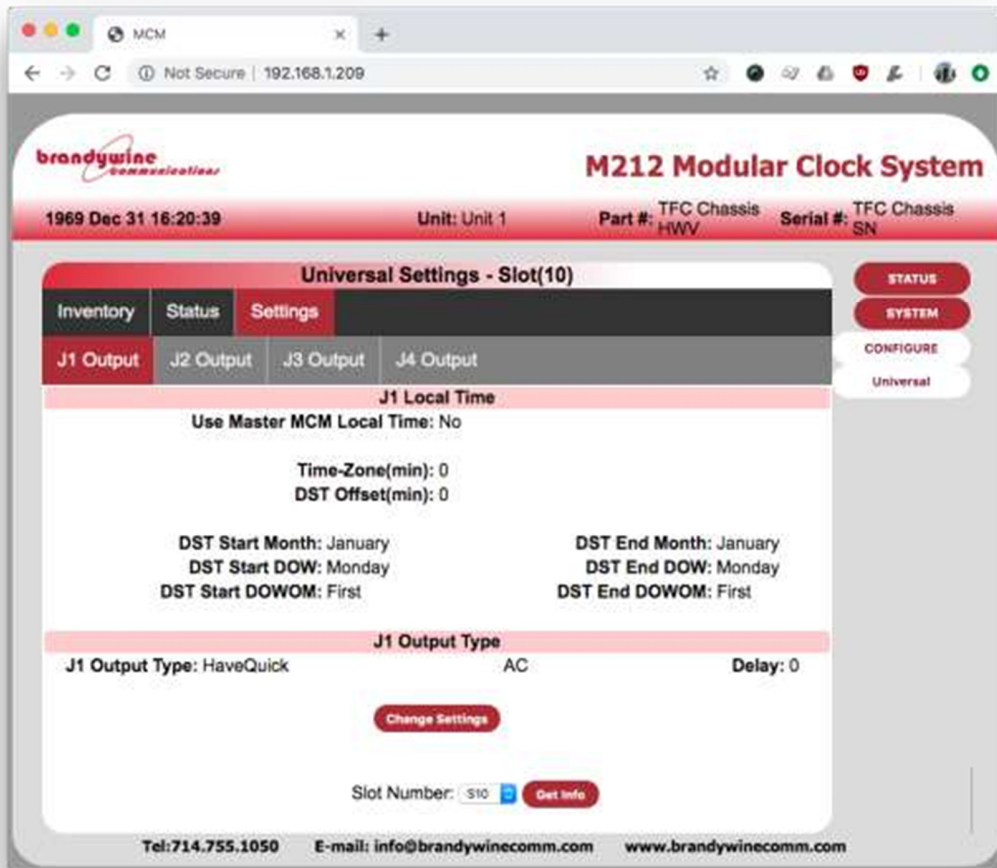 MCM
Not Secure | 192.168.1.209
brandywine
communications
M212 Modular Clock System
1969 Dec 31 16:20:39
Unit: Unit 1
Part #: TFC Chassis HWV
Serial #: TFC Chassis SN
Universal Settings - Slot(10)
Inventory Status Settings
J1 Output J2 Output J3 Output J4 Output
STATUS
SYSTEM
CONFIGURE
Universal
J1 Local Time
Use Master MCM Local Time: No
Time-Zone(min): 0
DST Offset(min): 0
DST Start Month: January
DST End Month: January
DST Start DOW: Monday
DST End DOW: Monday
DST Start DOWOM: First
DST End DOWOM: First
J1 Output Type
J1 Output Type: HaveQuick AC Delay: 0
Change Settings
Slot Number: S10 Get Info
Tel:714.755.1050 E-mail: info@brandywinecomm.com www.brandywinecomm.com